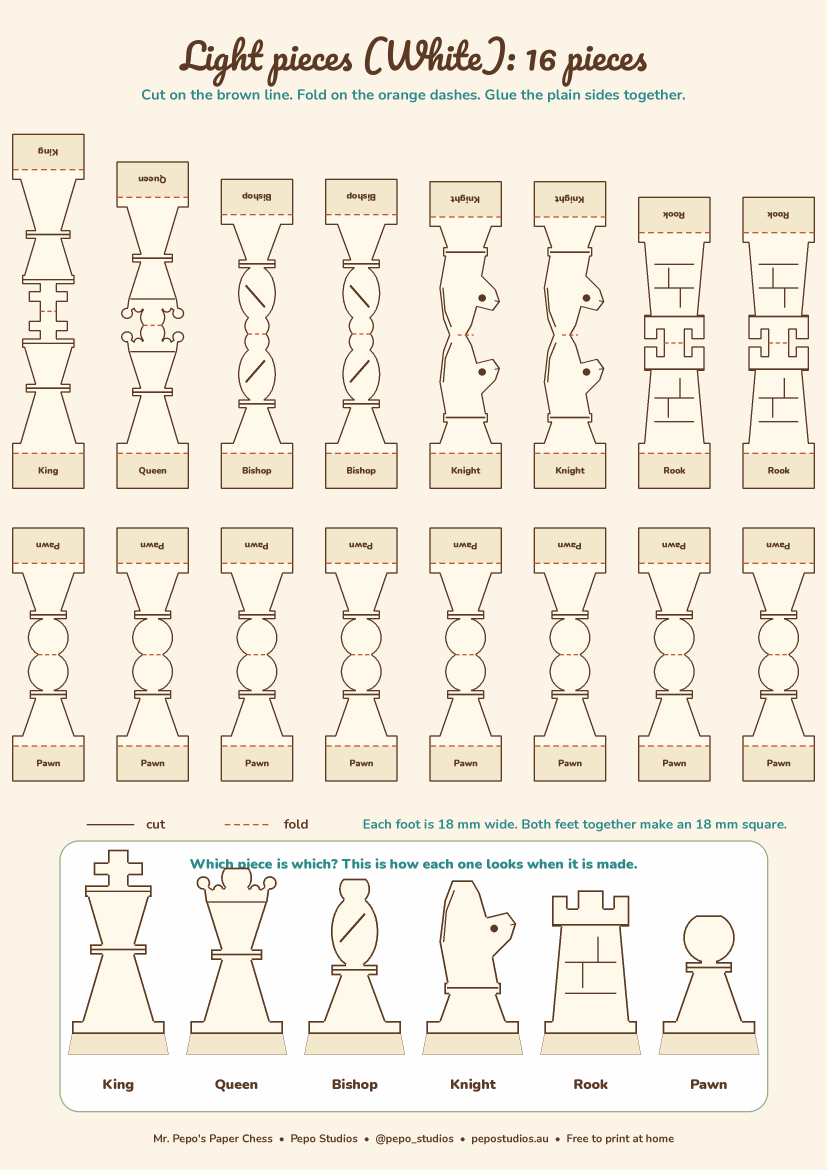 Light pieces (White): 16 pieces
Cut on the brown line. Fold on the orange dashes. Glue the plain sides together.
King Queen Bishop Bishop Knight Knight Rook Rook
King Queen Bishop Bishop Knight Knight Rook Rook
Pawn Pawn Pawn Pawn Pawn Pawn Pawn Pawn
Pawn Pawn Pawn Pawn Pawn Pawn Pawn Pawn
cut fold Each foot is 18 mm wide. Both feet together make an 18 mm square.
Which piece is which? This is how each one looks when it is made.
King Queen Bishop Knight Rook Pawn
Mr. Pepo's Paper Chess • Pepo Studios • @pepo_studios • pepostudios.au • Free to print at home